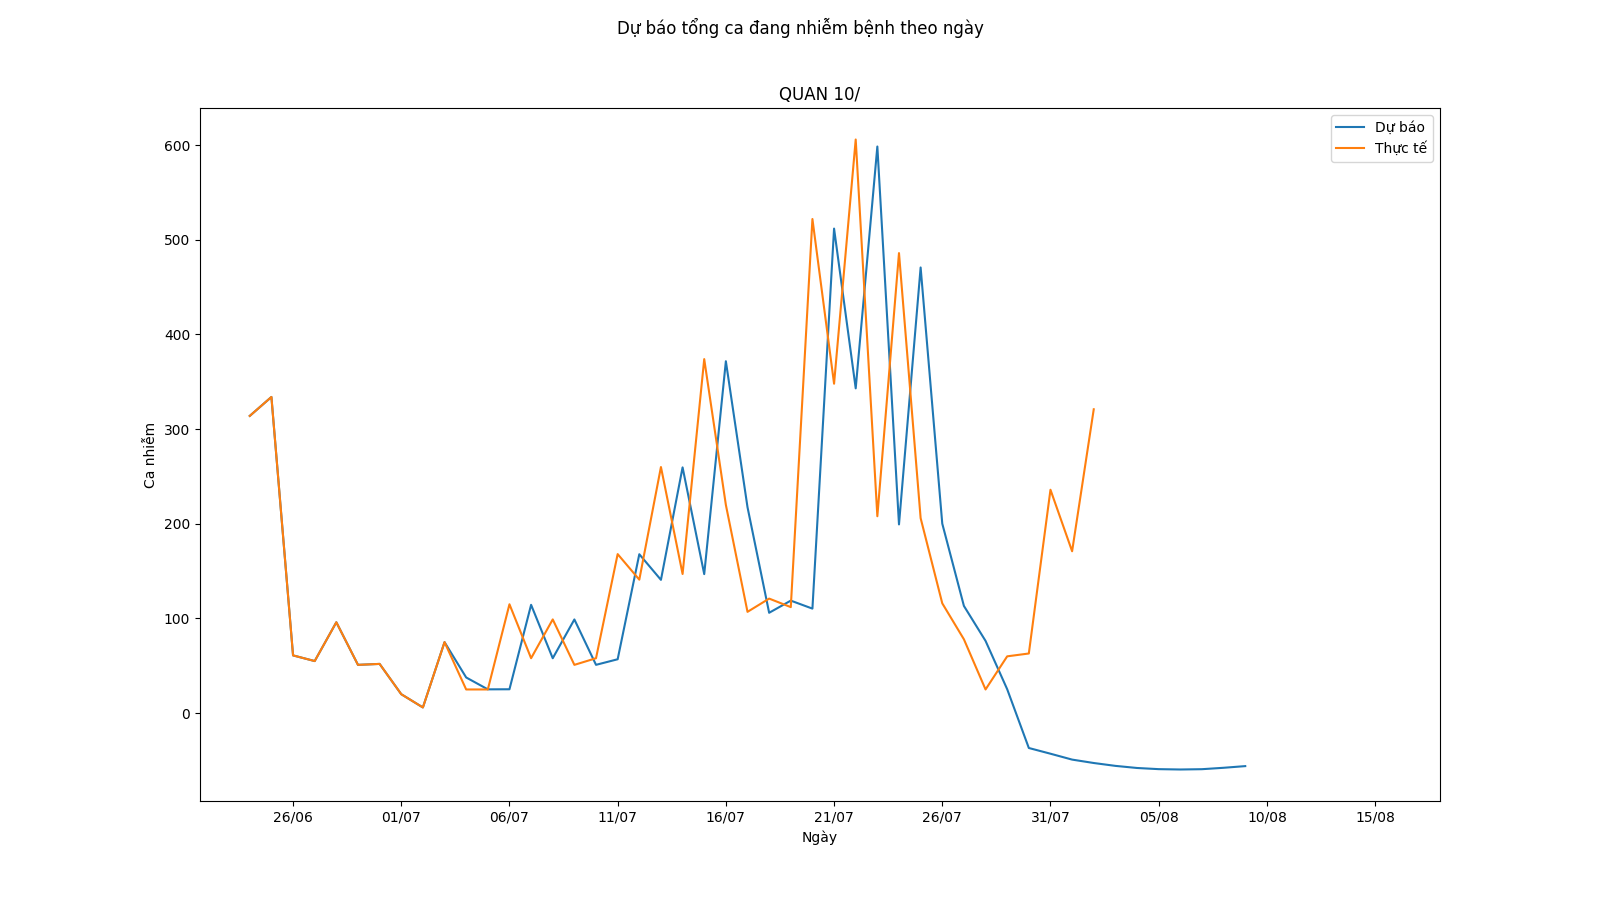 Dự báo tổng ca đang nhiễm bệnh theo ngày
QUAN 10/
Dự báo
Thực tế
600
500
400
300
200
100
0
Ca nhiễm
26/06 01/07 06/07 11/07 16/07 21/07 26/07 31/07 05/08 10/08 15/08
Ngày